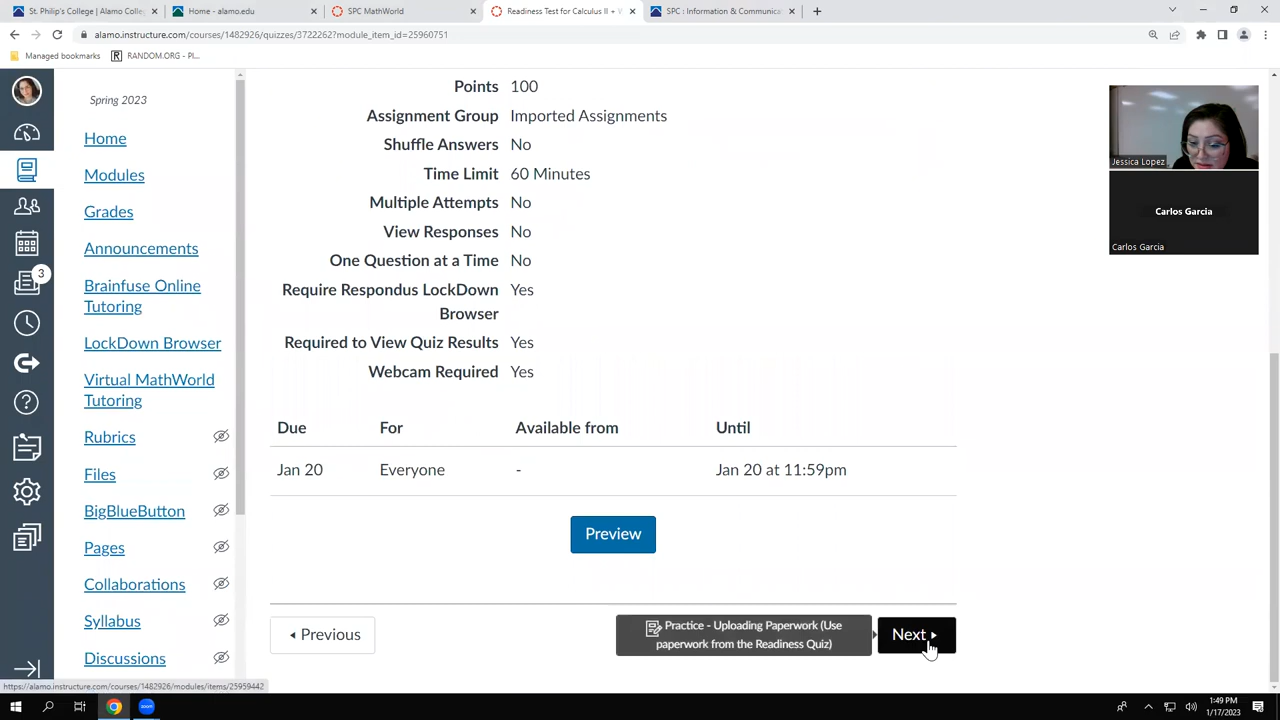 St. Philip's College | Alamo Colle
Home - alamo.edu
SPC MathWorld
Readiness Test for Calculus II + V
SPC : Information & Communica
alamo.instructure.com/courses/1482926/quizzes/3722262?module_item_id=25960751
Managed bookmarks
RANDOM.ORG - Pl...
Spring 2023
Home
Modules
Grades
Announcements
3
Brainfuse Online
Tutoring
LockDown Browser
Virtual MathWorld
Tutoring
Rubrics
Files
BigBlueButton
Pages
Collaborations
Syllabus
Discussions
Points 100
Assignment Group Imported Assignments
Shuffle Answers No
Time Limit 60 Minutes
Multiple Attempts No
View Responses No
One Question at a Time No
Require Respondus LockDown Yes
Browser
Required to View Quiz Results Yes
Webcam Required Yes
Due For Available from Until
Jan 20 Everyone - Jan 20 at 11:59pm
Preview
Previous
Practice - Uploading Paperwork (Use
paperwork from the Readiness Quiz)
Next
Jessica Lopez
Carlos Garcia
Carlos Garcia
https://alamo.instructure.com/courses/1482926/modules/items/25959442
zoom
1:49 PM
1/17/2023